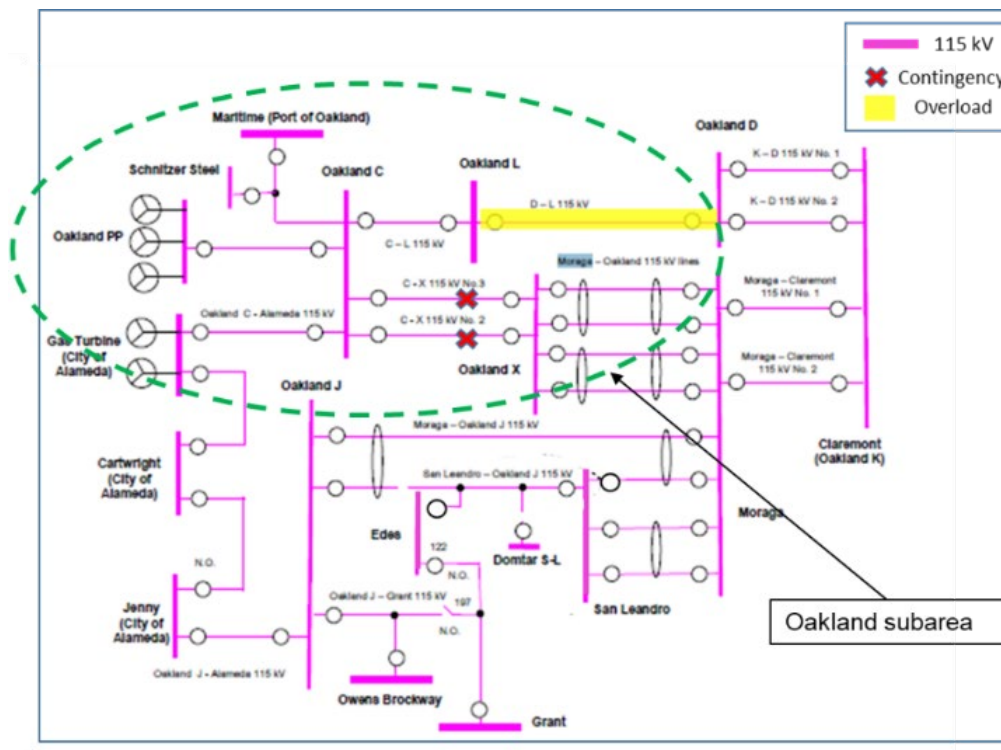 115 kV
Contingency
Overload
Maritime (Port of Oakland)
Oakland D
Schnitzer Steel
Oakland C
Oakland L
K – D 115 kV No. 1
D – L 115 kV
K – D 115 kV No. 2
Oakland PP
C – L 115 kV
Moraga – Oakland 115 kV lines
C - X 115 kV No.3
Moraga – Claremont
115 kV No. 1
Oakland C - Alameda 115 kV
C - X 115 kV No. 2
Gas Turbine
(City of
Alameda)
Oakland X
Moraga – Claremont
115 kV No. 2
Oakland J
Moraga – Oakland J 115 kV
Claremont
(Oakland K)
Cartwright
(City of
Alameda)
San Leandro – Oakland J 115 kV
Moraga
Edes
Domtar S-L
122
N.O.
N.O.
Jenny
(City of
Alameda)
Oakland J – Grant 115 kV
197
N.O.
San Leandro
Oakland subarea
Oakland J - Alameda 115 kV
Owens Brockway
Grant